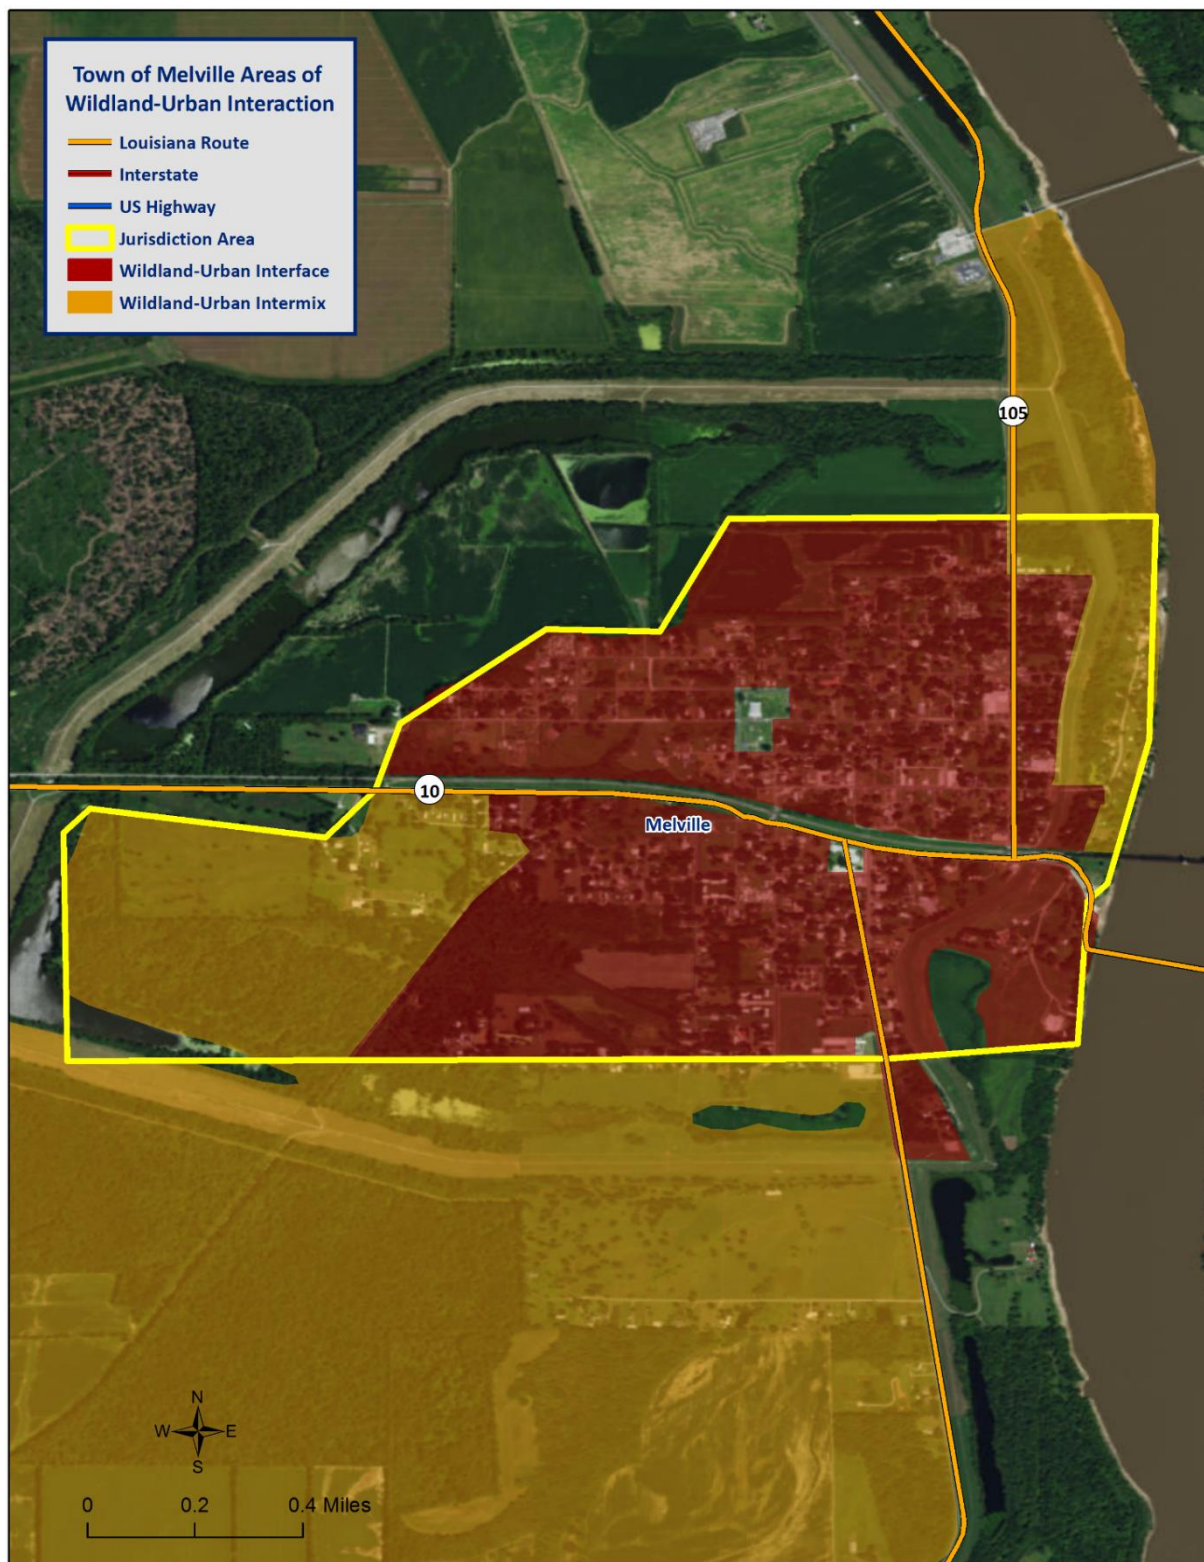 Town of Melville Areas of
Wildland-Urban Interaction
Louisiana Route
Interstate
US Highway
Jurisdiction Area
Wildland-Urban Interface
Wildland-Urban Intermix
105
10
Melville
N
W E
S
0 0.2 0.4 Miles